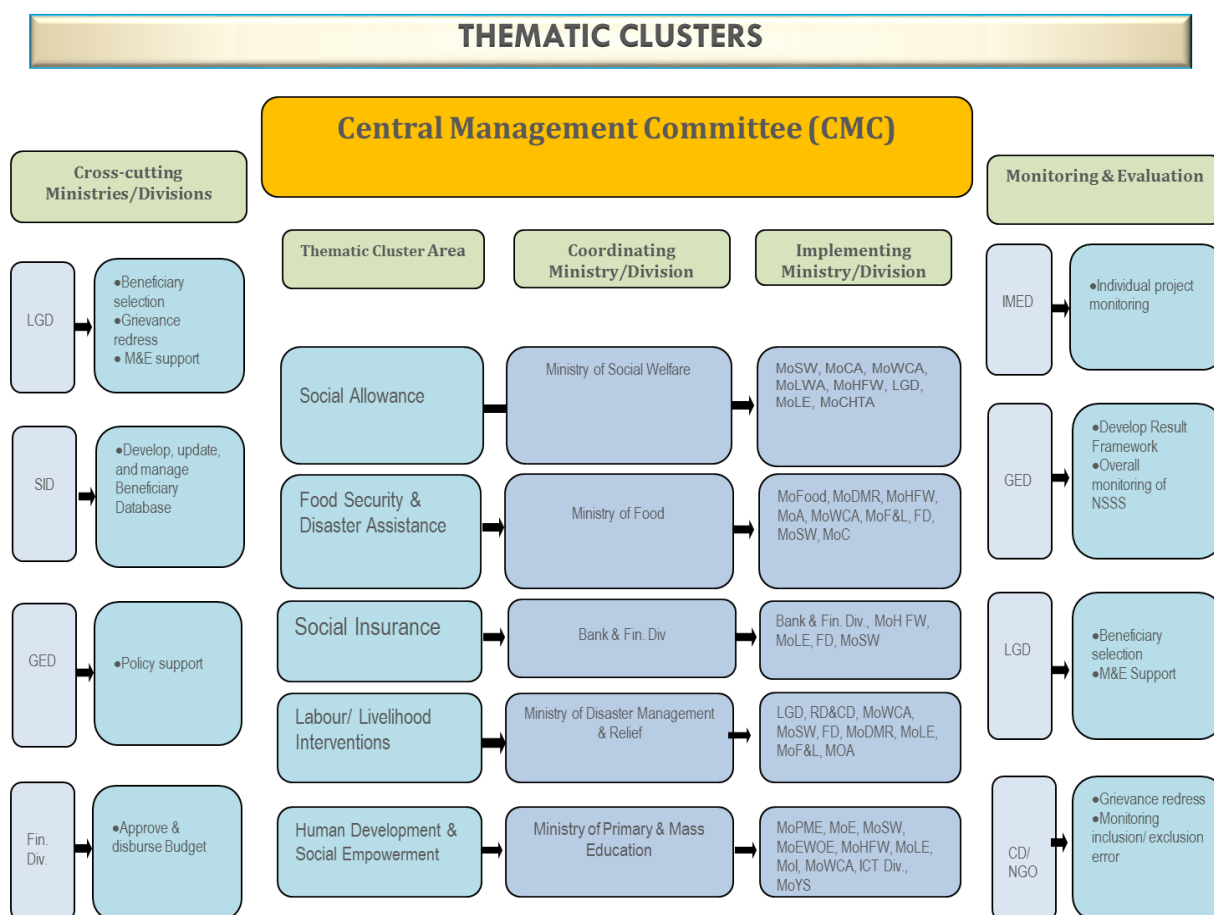 THEMATIC CLUSTERS
Central Management Committee (CMC)
Cross-cutting
Ministries/Divisions
LGD
●Beneficiary
selection
●Grievance
redress
● M&E support
SID
●Develop, update,
and manage
Beneficiary
Database
GED
●Policy support
Fin.
Div.
●Approve &
disburse Budget
Thematic Cluster Area
Coordinating
Ministry/Division
Implementing
Ministry/Division
Social Allowance
Ministry of Social Welfare
MoSW, MoCA, MoWCA,
MoLWA, MoHFW, LGD,
MoLE, MoCHTA
Food Security &
Disaster Assistance
Ministry of Food
MoFood, MoDMR, MoHFW,
MoA, MoWCA, MoF&L, FD,
MoSW, MoC
Social Insurance
Bank & Fin. Div
Bank & Fin. Div., MoH FW,
MoLE, FD, MoSW
Labour/ Livelihood
Interventions
Ministry of Disaster Management
& Relief
LGD, RD&CD, MoWCA,
MoSW, FD, MoDMR, MoLE,
MoF&L, MOA
Human Development &
Social Empowerment
Ministry of Primary & Mass
Education
MoPME, MoE, MoSW,
MoEWOE, MoHFW, MoLE,
MoI, MoWCA, ICT Div.,
MoYS
Monitoring & Evaluation
IMED
●Individual project
monitoring
GED
●Develop Result
Framework
●Overall
monitoring of
NSSS
LGD
●Beneficiary
selection
●M&E Support
CD/
NGO
●Grievance redress
●Monitoring
inclusion/ exclusion
error